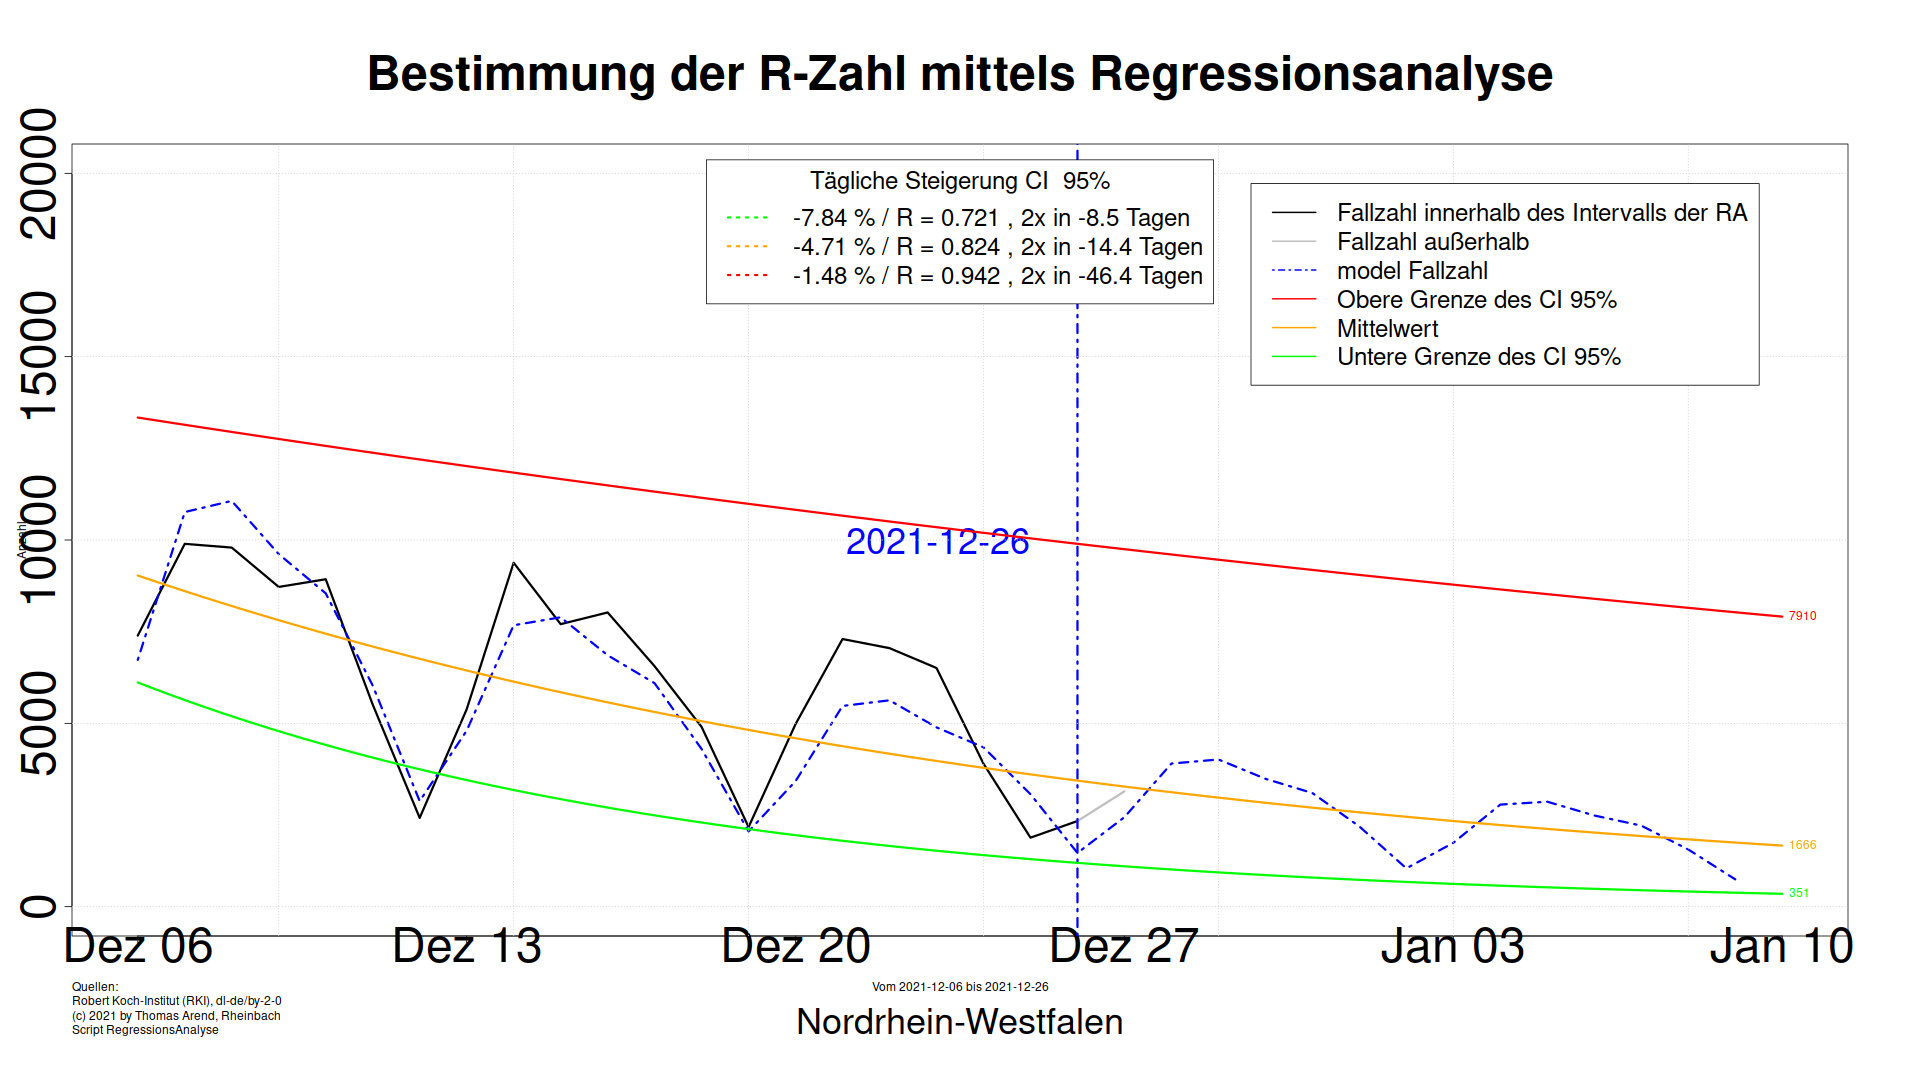 Bestimmung der R-Zahl mittels Regressionsanalyse
Anzahl
20000
15000
10000
5000
0
Tägliche Steigerung CI  95%
-7.84 % / R = 0.721 , 2x in -8.5 Tagen
-4.71 % / R = 0.824 , 2x in -14.4 Tagen
-1.48 % / R = 0.942 , 2x in -46.4 Tagen
Fallzahl innerhalb des Intervalls der RA
Fallzahl außerhalb
model Fallzahl
Obere Grenze des CI 95%
Mittelwert
Untere Grenze des CI 95%
2021-12-26
7910
1666
351
Dez 06 Dez 13 Dez 20 Dez 27 Jan 03 Jan 10
Quellen:
Robert Koch-Institut (RKI), dl-de/by-2-0
(c) 2021 by Thomas Arend, Rheinbach
Script RegressionsAnalyse
Vom 2021-12-06 bis 2021-12-26
Nordrhein-Westfalen